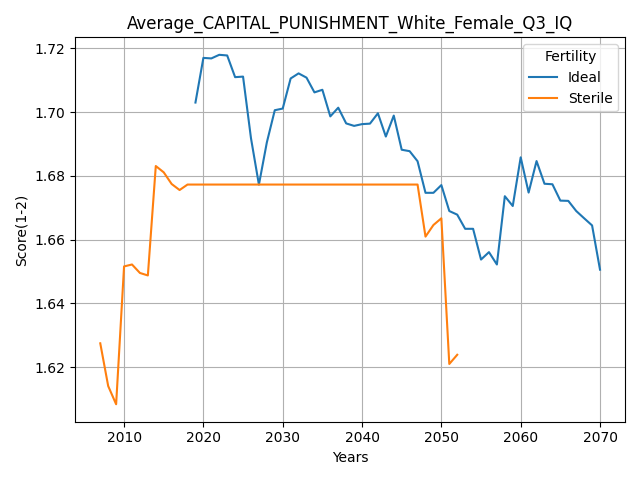 Average_CAPITAL_PUNISHMENT_White_Female_Q3_IQ
Fertility
Ideal
Sterile
Score(1-2)
1.72
1.70
1.68
1.66
1.64
1.62
2010 2020 2030 2040 2050 2060 2070
Years